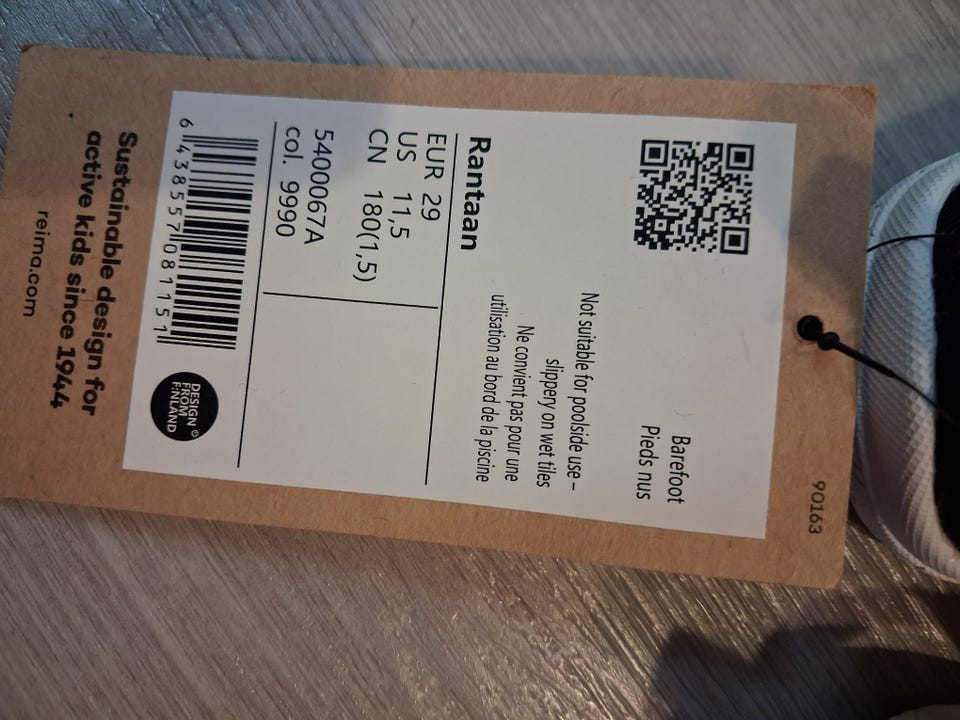 90163
Barefoot
Pieds nus
Not suitable for poolside use –
slippery on wet tiles
Ne convient pas pour une
utilisation au bord de la piscine
Rantaan
EUR 29
US 11,5
CN 180(1,5)
5400067A
col. 9990
6 438557 081151
DESIGN
FROM
FINLAND
Sustainable design for
active kids since 1944
reima.com